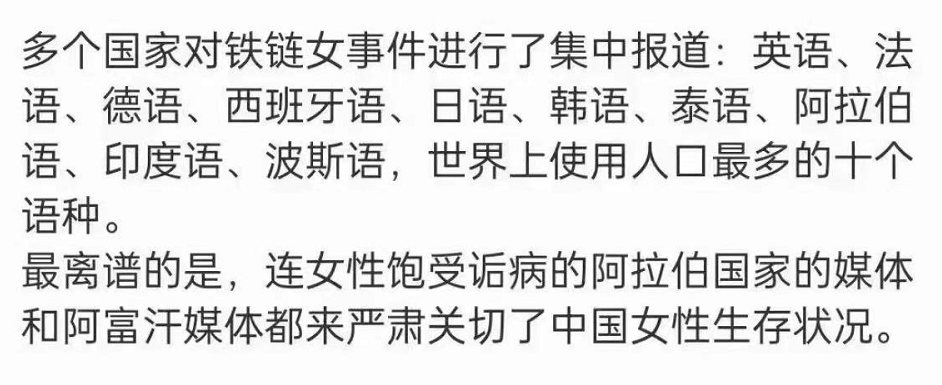 多个国家对铁链女事件进行了集中报道：英语、法
语、德语、西班牙语、日语、韩语、泰语、阿拉伯
语、印度语、波斯语，世界上使用人口最多的十个
语种。
最离谱的是，连女性饱受诟病的阿拉伯国家的媒体
和阿富汗媒体都来严肃关切了中国女性生存状况。